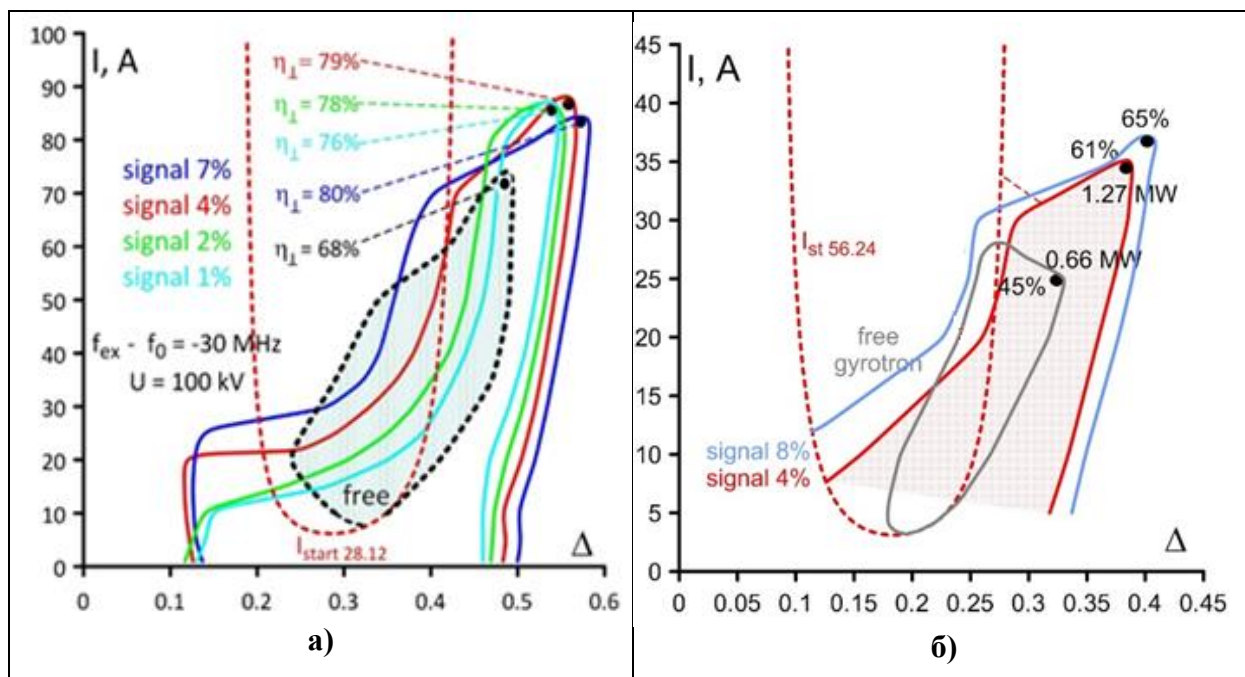 100
90
80
70
60
50
40
30
20
10
0
I, A
η⊥= 79%
η⊥= 78%
η⊥= 76%
η⊥= 80%
η⊥= 68%
signal 7%
signal 4%
signal 2%
signal 1%
f_ex - f_0 = -30 MHz
U = 100 kV
free
I_start 28.12
Δ
0 0.1 0.2 0.3 0.4 0.5 0.6
а)
45
40
35
30
25
20
15
10
5
0
I, A
65%
61%
1.27 MW
I_st 56.24
0.66 MW
45%
free
gyrotron
signal 8%
signal 4%
Δ
0 0.05 0.1 0.15 0.2 0.25 0.3 0.35 0.4 0.45
б)